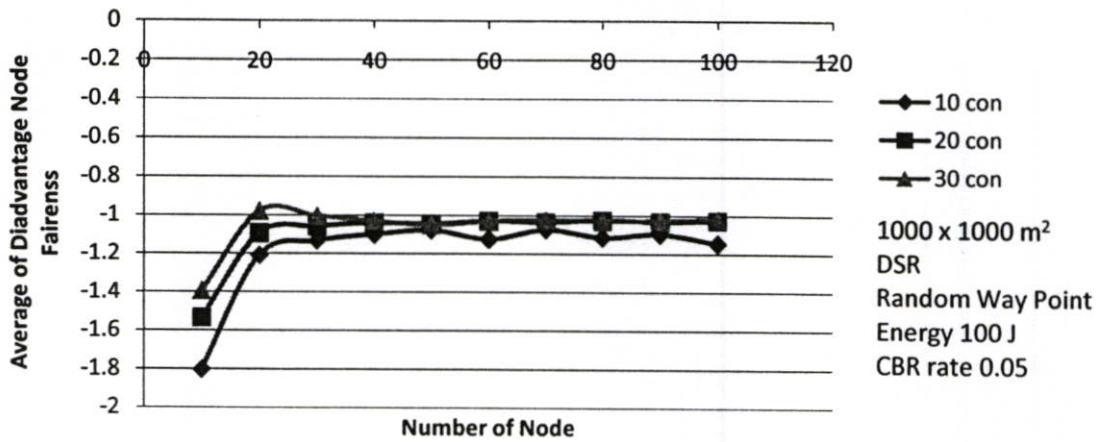 0
-0.2
-0.4
-0.6
-0.8
-1
-1.2
-1.4
-1.6
-1.8
-2
0 20 40 60 80 100 120
Average of Diadvantage Node
Fairenss
Number of Node
10 con
20 con
30 con
1000 x 1000 m²
DSR
Random Way Point
Energy 100 J
CBR rate 0.05